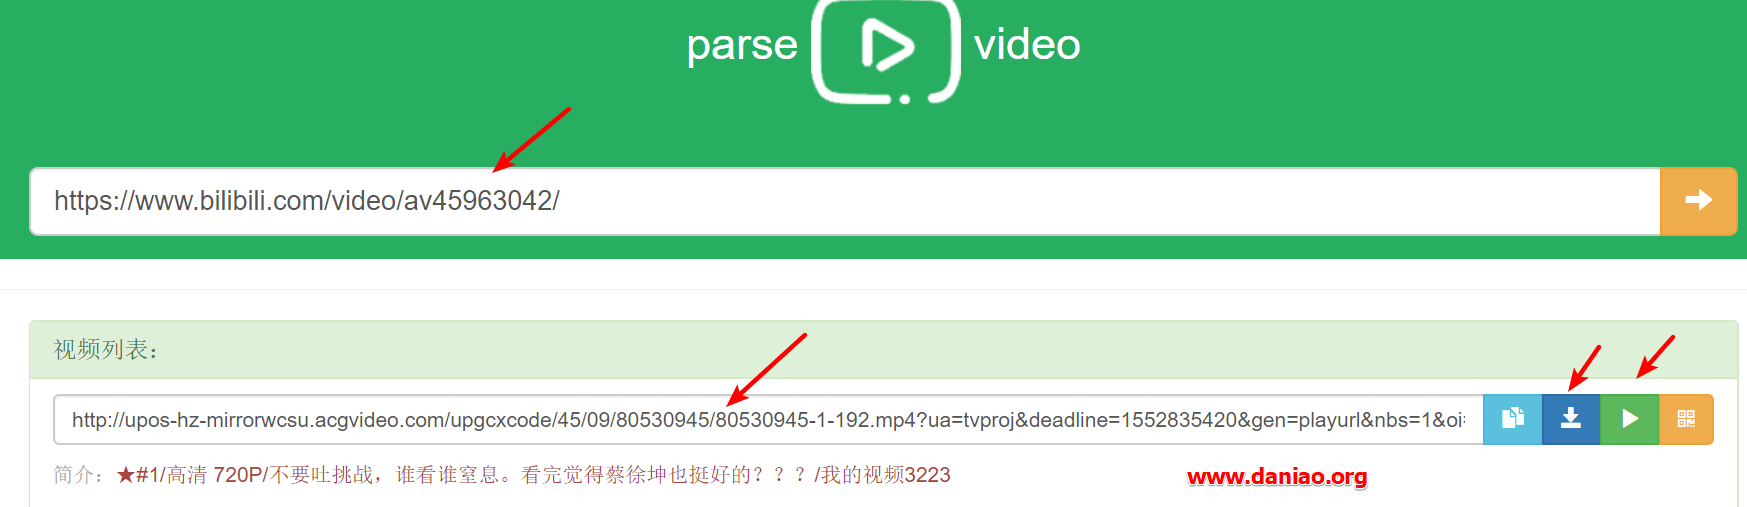 parse video
https://www.bilibili.com/video/av45963042/
视频列表：
http://upos-hz-mirrorwcsu.acgvideo.com/upgcxcode/45/09/80530945/80530945-1-192.mp4?ua=tvproj&deadline=1552835420&gen=playurl&nbs=1&oi=
简介：★#1/高清 720P/不要吐挑战，谁看谁窒息。看完觉得蔡徐坤也挺好的？？？/我的视频3223
www.daniao.org